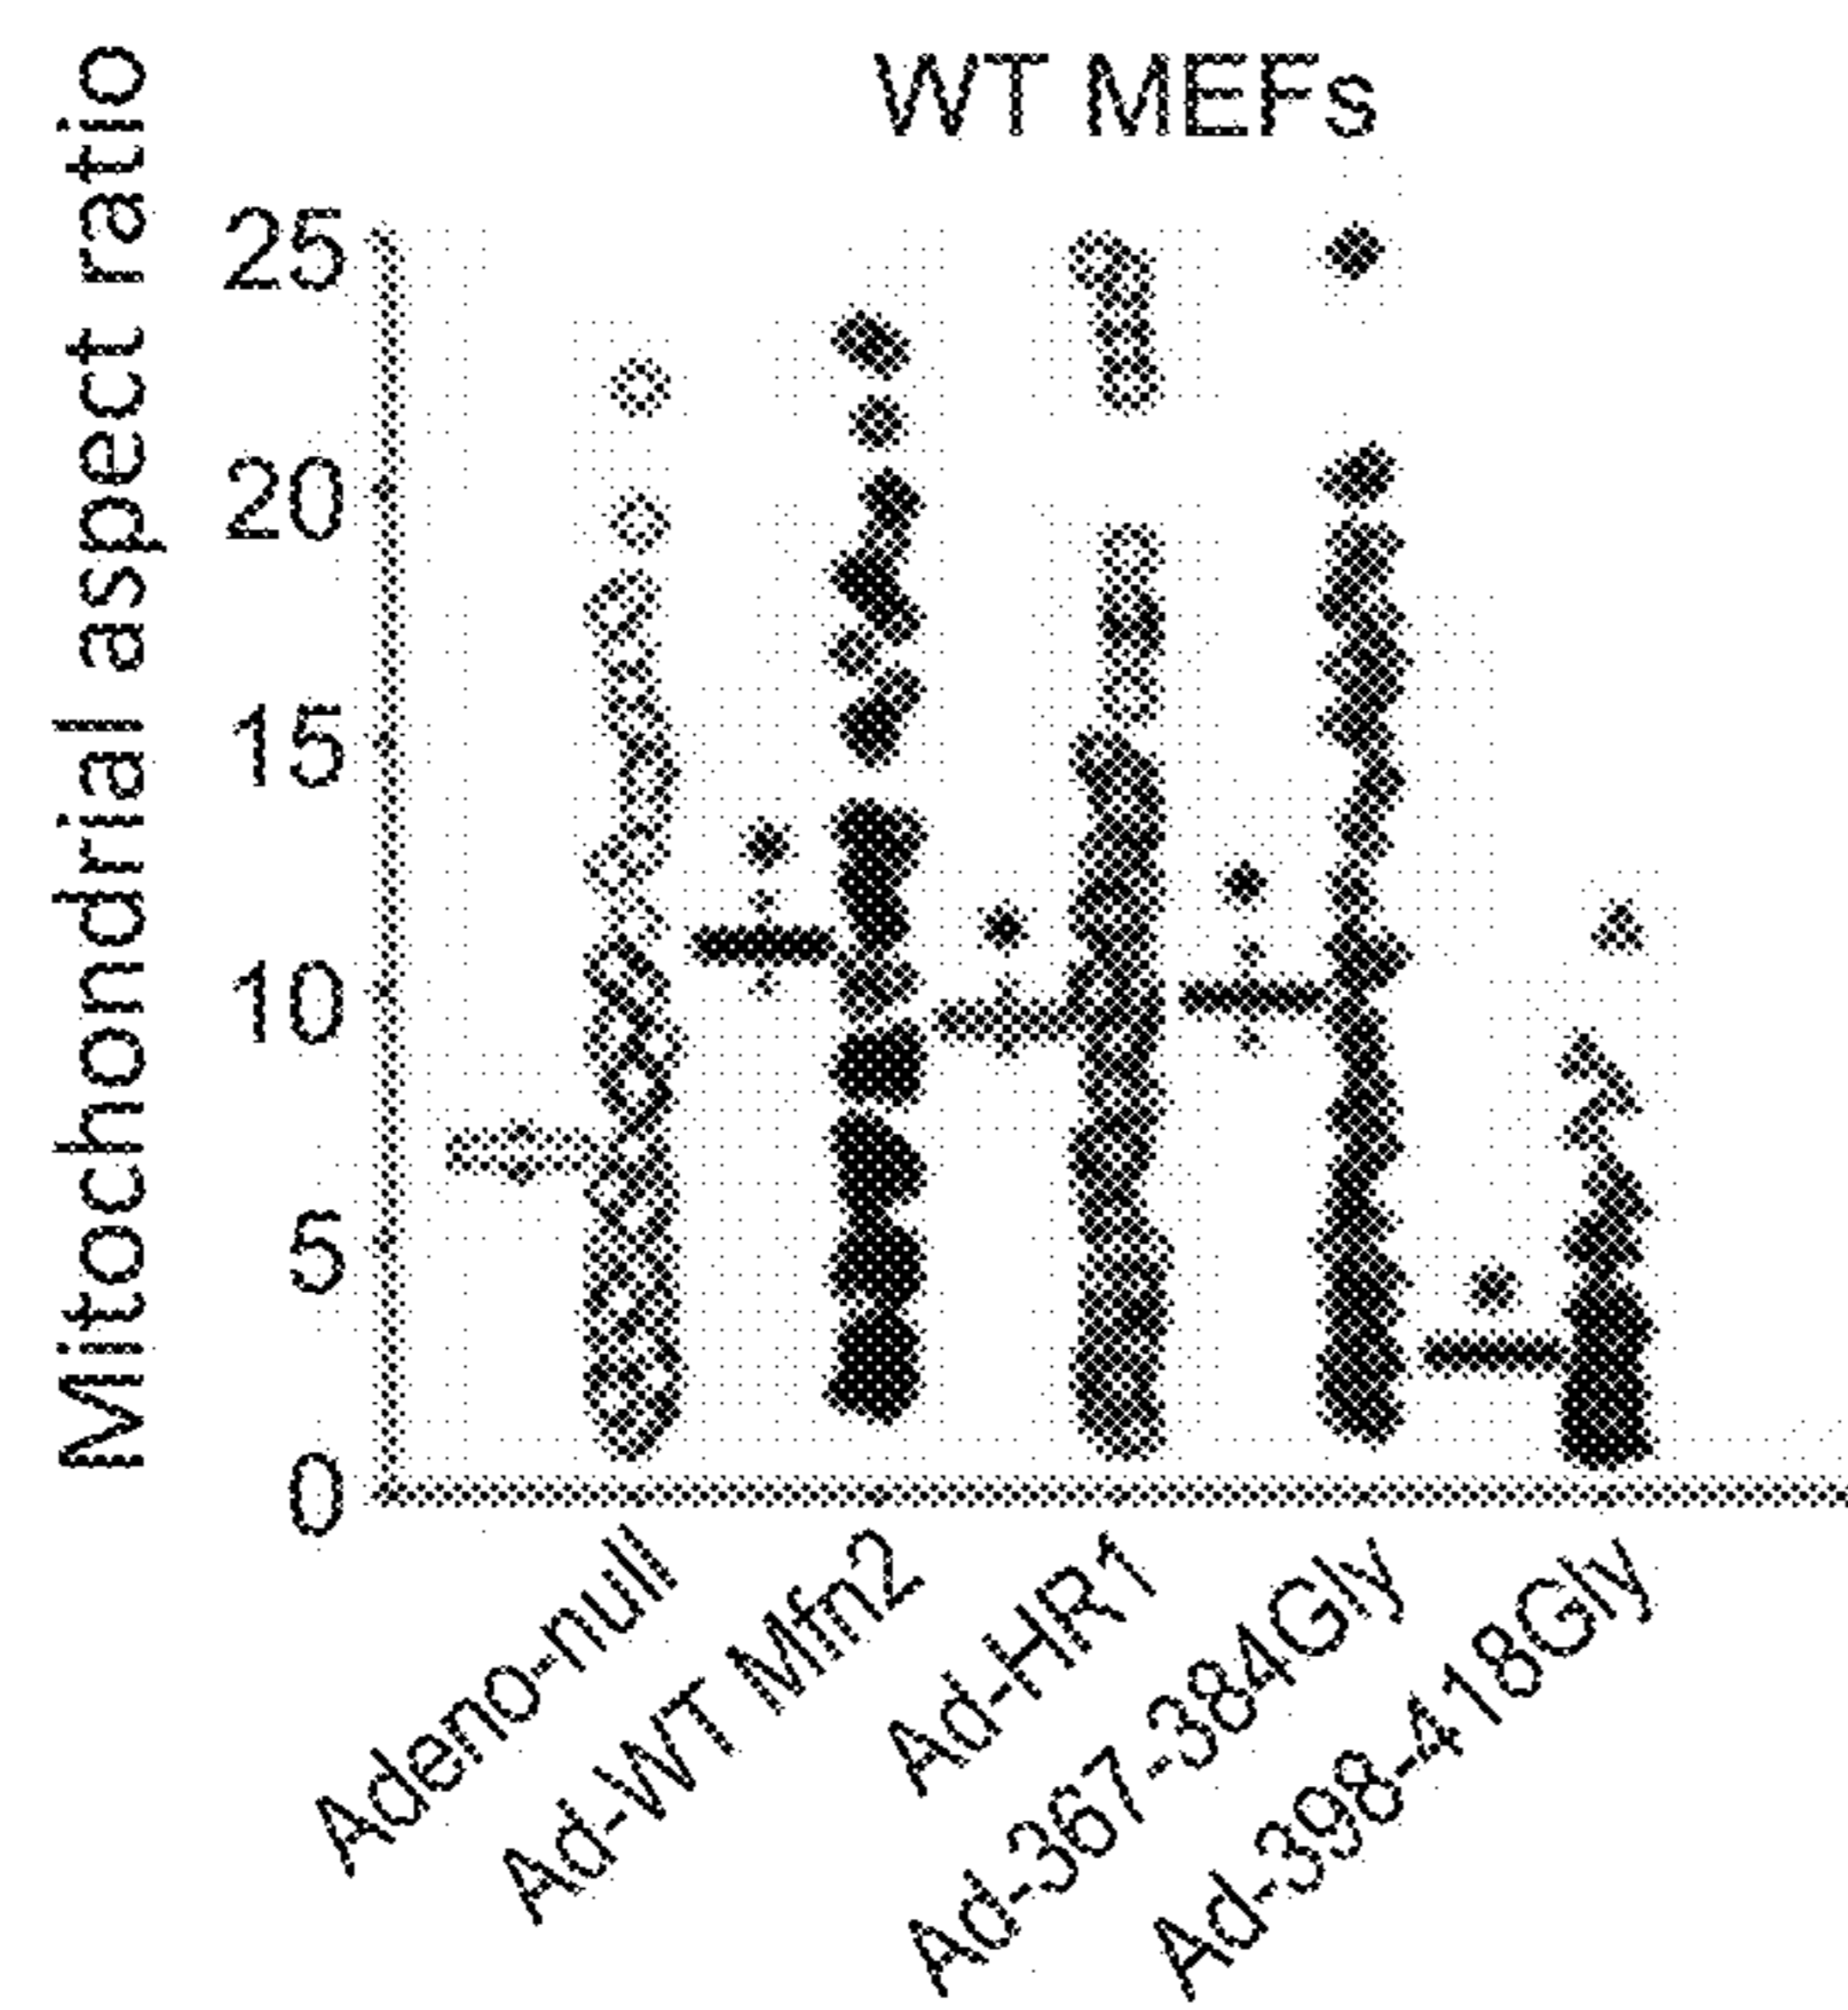 WT MEFs
Mitochondrial aspect ratio
25
20
15
10
5
0
Adeno-null
Ad-WT Mfn2
Ad-HR1
Ad-367-384Gly
Ad-398-418Gly